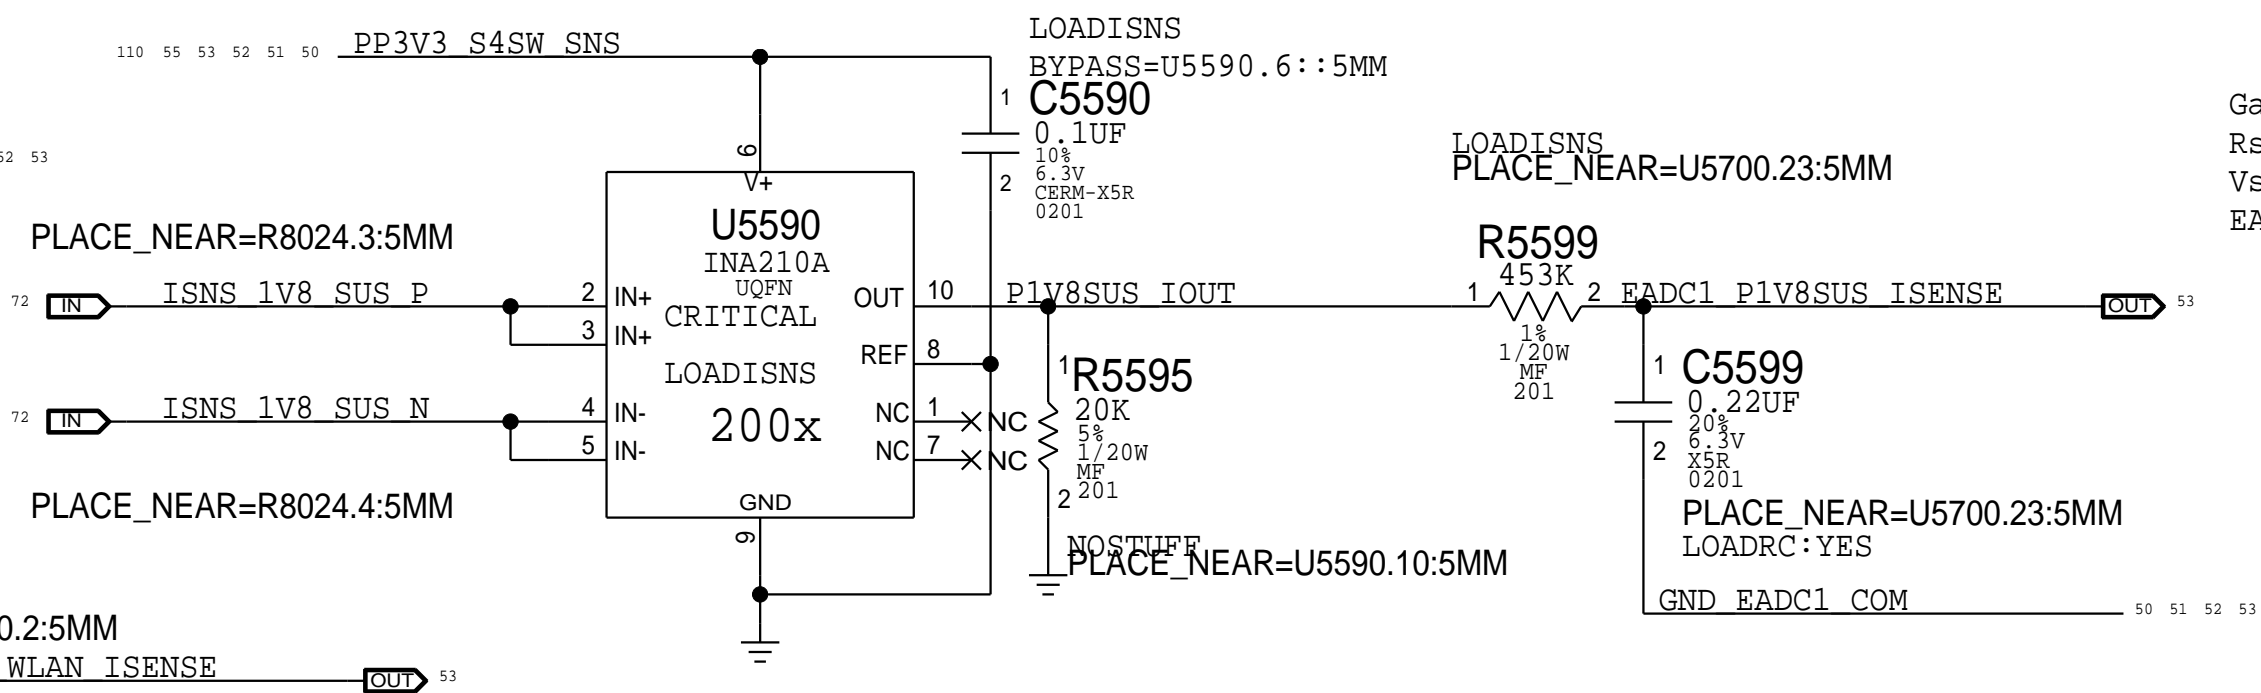 LOADISNS
110 55 53 52 51 50 PP3V3_S4SW_SNS
BYPASS=U5590.6::5MM
1 C5590
0.1UF
10%
6.3V
2 CERM-X5R
0201
LOADISNS
PLACE_NEAR=U5700.23:5MM
52 53
6
V+
U5590
INA210A
UQFN
CRITICAL
LOADISNS
200x
PLACE_NEAR=R8024.3:5MM
72 IN ISNS_1V8_SUS_P 2 IN+
3 IN+
72 IN ISNS_1V8_SUS_N 4 IN-
5 IN-
PLACE_NEAR=R8024.4:5MM
OUT 10 P1V8SUS_IOUT
REF 8
NC 1 NC
NC 7 NC
GND
9
1 R5595
20K
5%
1/20W
MF
2 201
NOSTUFF
PLACE_NEAR=U5590.10:5MM
R5599
453K
1 2 EADC1_P1V8SUS_ISENSE OUT 53
1%
1/20W
MF
201
1 C5599
0.22UF
20%
6.3V
2 X5R
0201
PLACE_NEAR=U5700.23:5MM
LOADRC:YES
GND_EADC1_COM 50 51 52 53
Ga
Rs
Vs
EA
0.2:5MM
WLAN_ISENSE OUT 53